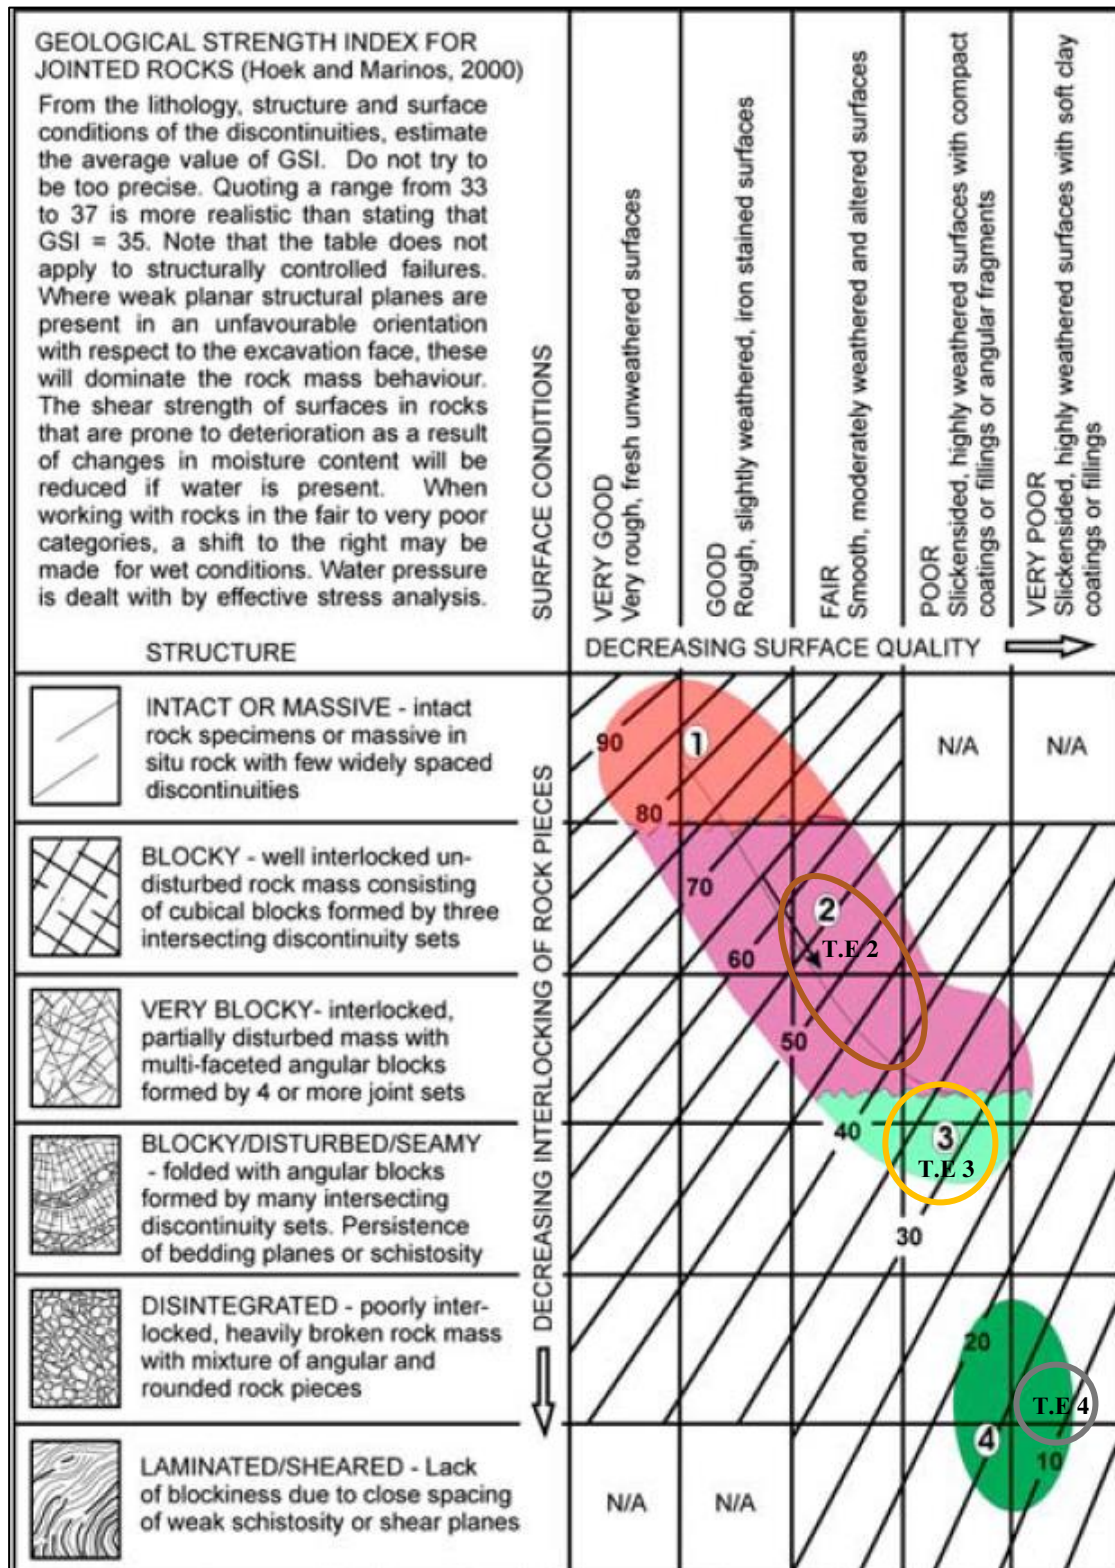 GEOLOGICAL STRENGTH INDEX FOR
JOINTED ROCKS (Hoek and Marinos, 2000)
From the lithology, structure and surface
conditions of the discontinuities, estimate
the average value of GSI. Do not try to
be too precise. Quoting a range from 33
to 37 is more realistic than stating that
GSI = 35. Note that the table does not
apply to structurally controlled failures.
Where weak planar structural planes are
present in an unfavourable orientation
with respect to the excavation face, these
will dominate the rock mass behaviour.
The shear strength of surfaces in rocks
that are prone to deterioration as a result
of changes in moisture content will be
reduced if water is present. When
working with rocks in the fair to very poor
categories, a shift to the right may be
made for wet conditions. Water pressure
is dealt with by effective stress analysis.
STRUCTURE
SURFACE CONDITIONS
VERY GOOD
Very rough, fresh unweathered surfaces
GOOD
Rough, slightly weathered, iron stained surfaces
FAIR
Smooth, moderately weathered and altered surfaces
POOR
Slickensided, highly weathered surfaces with compact
coatings or fillings or angular fragments
VERY POOR
Slickensided, highly weathered surfaces with soft clay
coatings or fillings
DECREASING SURFACE QUALITY
DECREASING INTERLOCKING OF ROCK PIECES
INTACT OR MASSIVE - intact
rock specimens or massive in
situ rock with few widely spaced
discontinuities
90
1
N/A
N/A
80
BLOCKY - well interlocked un-
disturbed rock mass consisting
of cubical blocks formed by three
intersecting discontinuity sets
70
2
T.E 2
60
VERY BLOCKY- interlocked,
partially disturbed mass with
multi-faceted angular blocks
formed by 4 or more joint sets
50
BLOCKY/DISTURBED/SEAMY
- folded with angular blocks
formed by many intersecting
discontinuity sets. Persistence
of bedding planes or schistosity
40
3
T.E 3
30
DISINTEGRATED - poorly inter-
locked, heavily broken rock mass
with mixture of angular and
rounded rock pieces
20
T.E 4
LAMINATED/SHEARED - Lack
of blockiness due to close spacing
of weak schistosity or shear planes
N/A
N/A
4
10